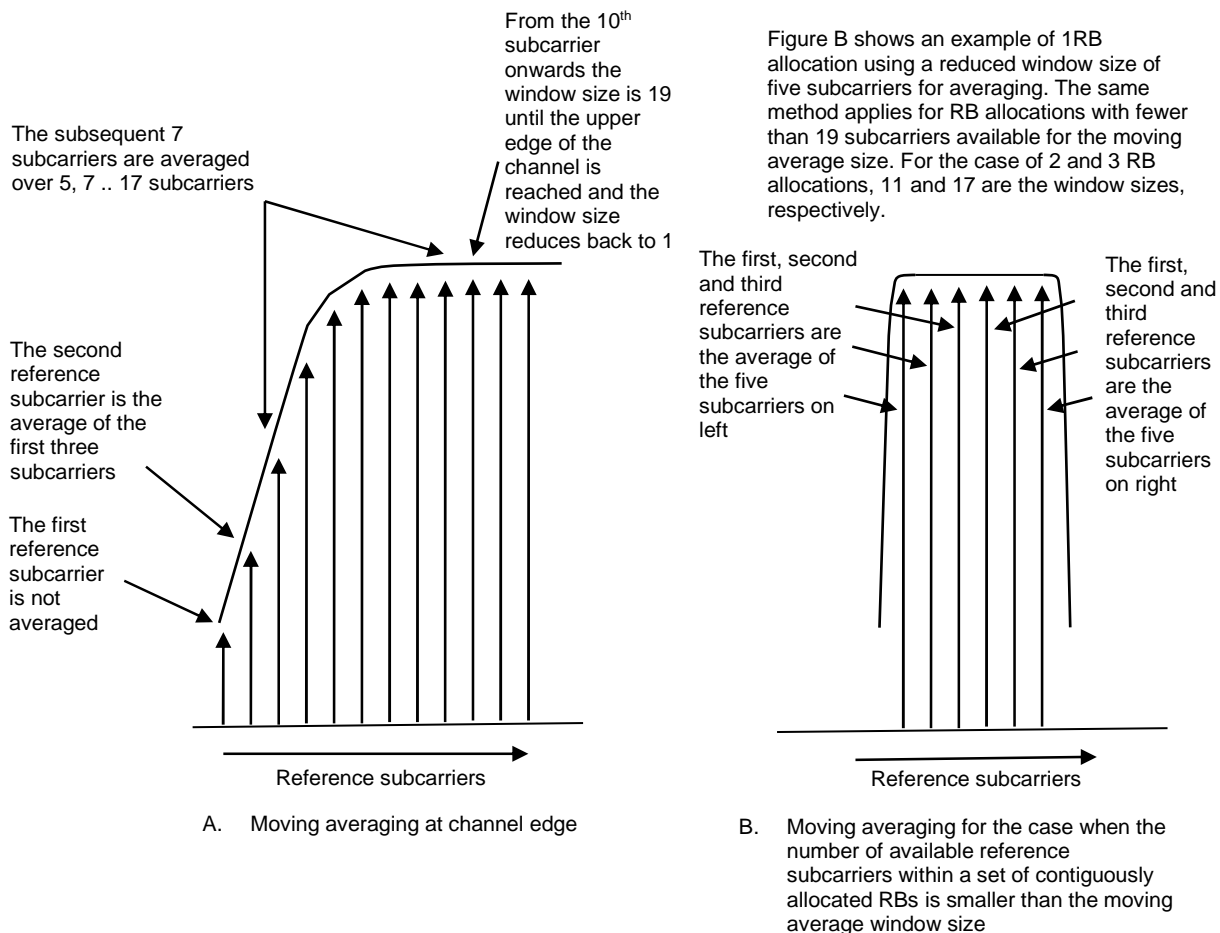 From the 10th
subcarrier
onwards the
window size is 19
until the upper
edge of the
channel is
reached and the
window size
reduces back to 1
The subsequent 7
subcarriers are averaged
over 5, 7 .. 17 subcarriers
The second
reference
subcarrier is the
average of the
first three
subcarriers
The first
reference
subcarrier
is not
averaged
Reference subcarriers
A. Moving averaging at channel edge
Figure B shows an example of 1RB
allocation using a reduced window size of
five subcarriers for averaging. The same
method applies for RB allocations with fewer
than 19 subcarriers available for the moving
average size. For the case of 2 and 3 RB
allocations, 11 and 17 are the window sizes,
respectively.
The first, second
and third
reference
subcarriers are
the average of
the five
subcarriers on
left
The first,
second and
third
reference
subcarriers
are the
average of
the five
subcarriers
on right
Reference subcarriers
B. Moving averaging for the case when the
number of available reference
subcarriers within a set of contiguously
allocated RBs is smaller than the moving
average window size